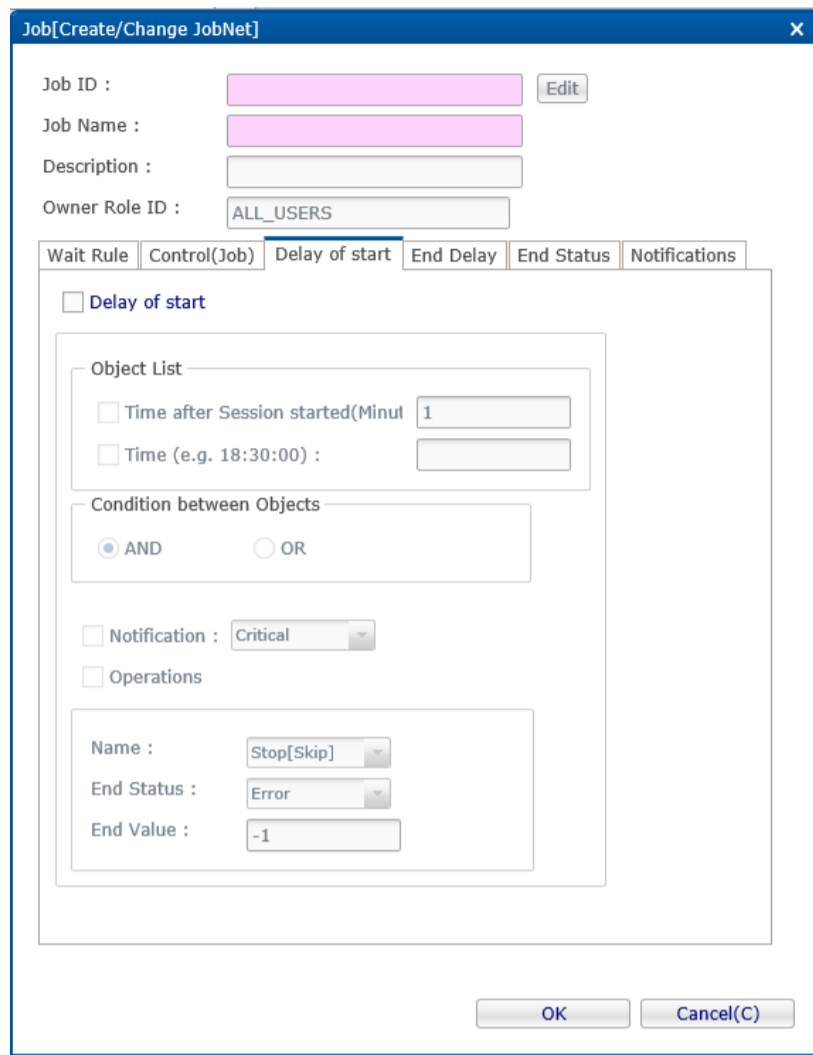 Job[Create/Change JobNet] X
Job ID : Edit
Job Name :
Description :
Owner Role ID : ALL_USERS
Wait Rule Control(Job) Delay of start End Delay End Status Notifications
Delay of start
Object List
Time after Session started(Minut 1
Time (e.g. 18:30:00) :
Condition between Objects
AND OR
Notification : Critical
Operations
Name : Stop[Skip]
End Status : Error
End Value : -1
OK Cancel(C)